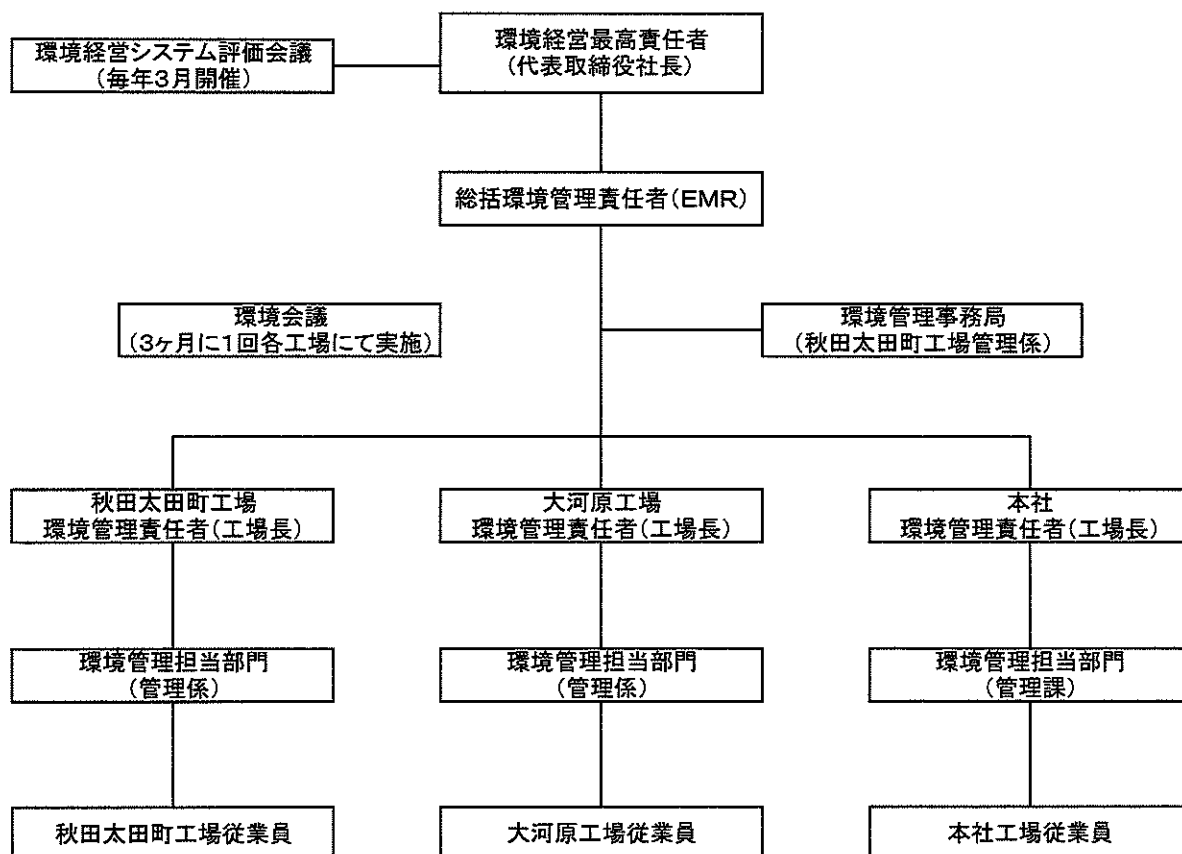 環境経営システム評価会議
(毎年3月開催)
環境経営最高責任者
(代表取締役社長)
総括環境管理責任者(EMR)
環境会議
(3ヶ月に1回各工場にて実施)
環境管理事務局
(秋田太田町工場管理係)
秋田太田町工場
環境管理責任者(工場長)
大河原工場
環境管理責任者(工場長)
本社
環境管理責任者(工場長)
環境管理担当部門
(管理係)
環境管理担当部門
(管理係)
環境管理担当部門
(管理課)
秋田太田町工場従業員
大河原工場従業員
本社工場従業員